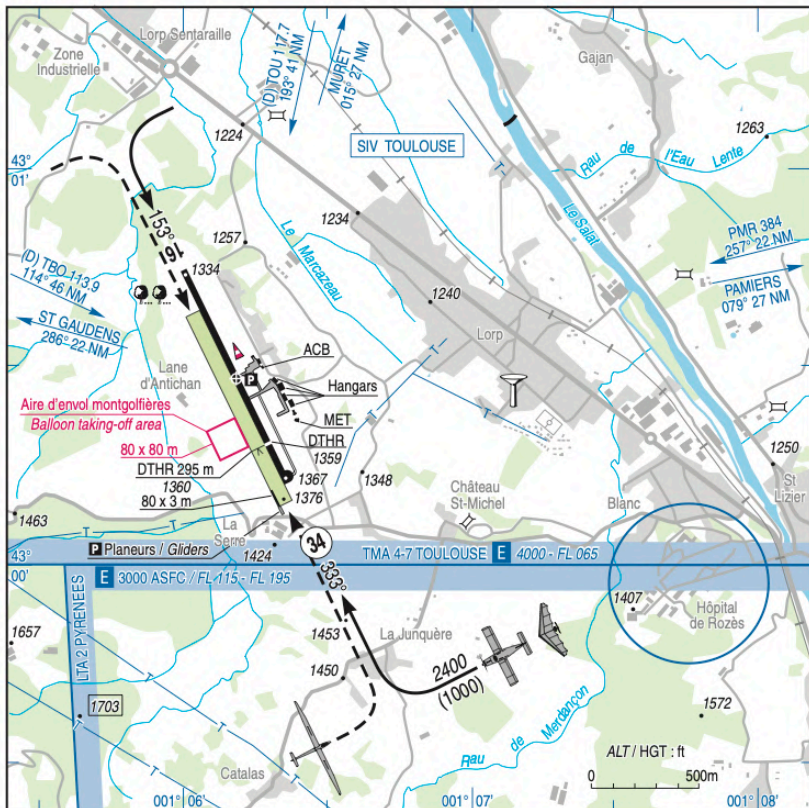 Lorp Sentaraille
Zone
Industrielle
(D) TOU 117.7
193° 41 NM
MURET
015° 27 NM
Gajan
1224
1263
SIV TOULOUSE
Rau de l'Eau Lente
43°
01'
153°
16
1234
Le Salat
1257
Le Marcazeau
PMR 384
257° 22 NM
(D) TBO 113.9
114° 46 NM
1334
1240
PAMIERS
079° 27 NM
ST GAUDENS
286° 22 NM
Lorp
ACB
Lane
d'Antichan
P
Hangars
Aire d'envol montgolfières
Balloon taking-off area
MET
80 x 80 m
DTHR
1359
DTHR 295 m
1360
1367
1348
1250
80 x 3 m
1376
Château
St-Michel
St
Lizier
1463
La
Serre
Blanc
34
P Planeurs / Gliders
1424
TMA 4-7 TOULOUSE E 4000 - FL 065
43°
00'
E 3000 ASFC / FL 115 - FL 195
333°
1407
Hôpital
de Rozès
1657
LTA 2 PYRENEES
1453
La Junquère
1450
2400
(1000)
1703
1572
Rau de Merdançon
ALT / HGT : ft
Catalas
0 500m
001° 06'
001° 07'
001° 08'
T
T
T
T
T
T
T
T